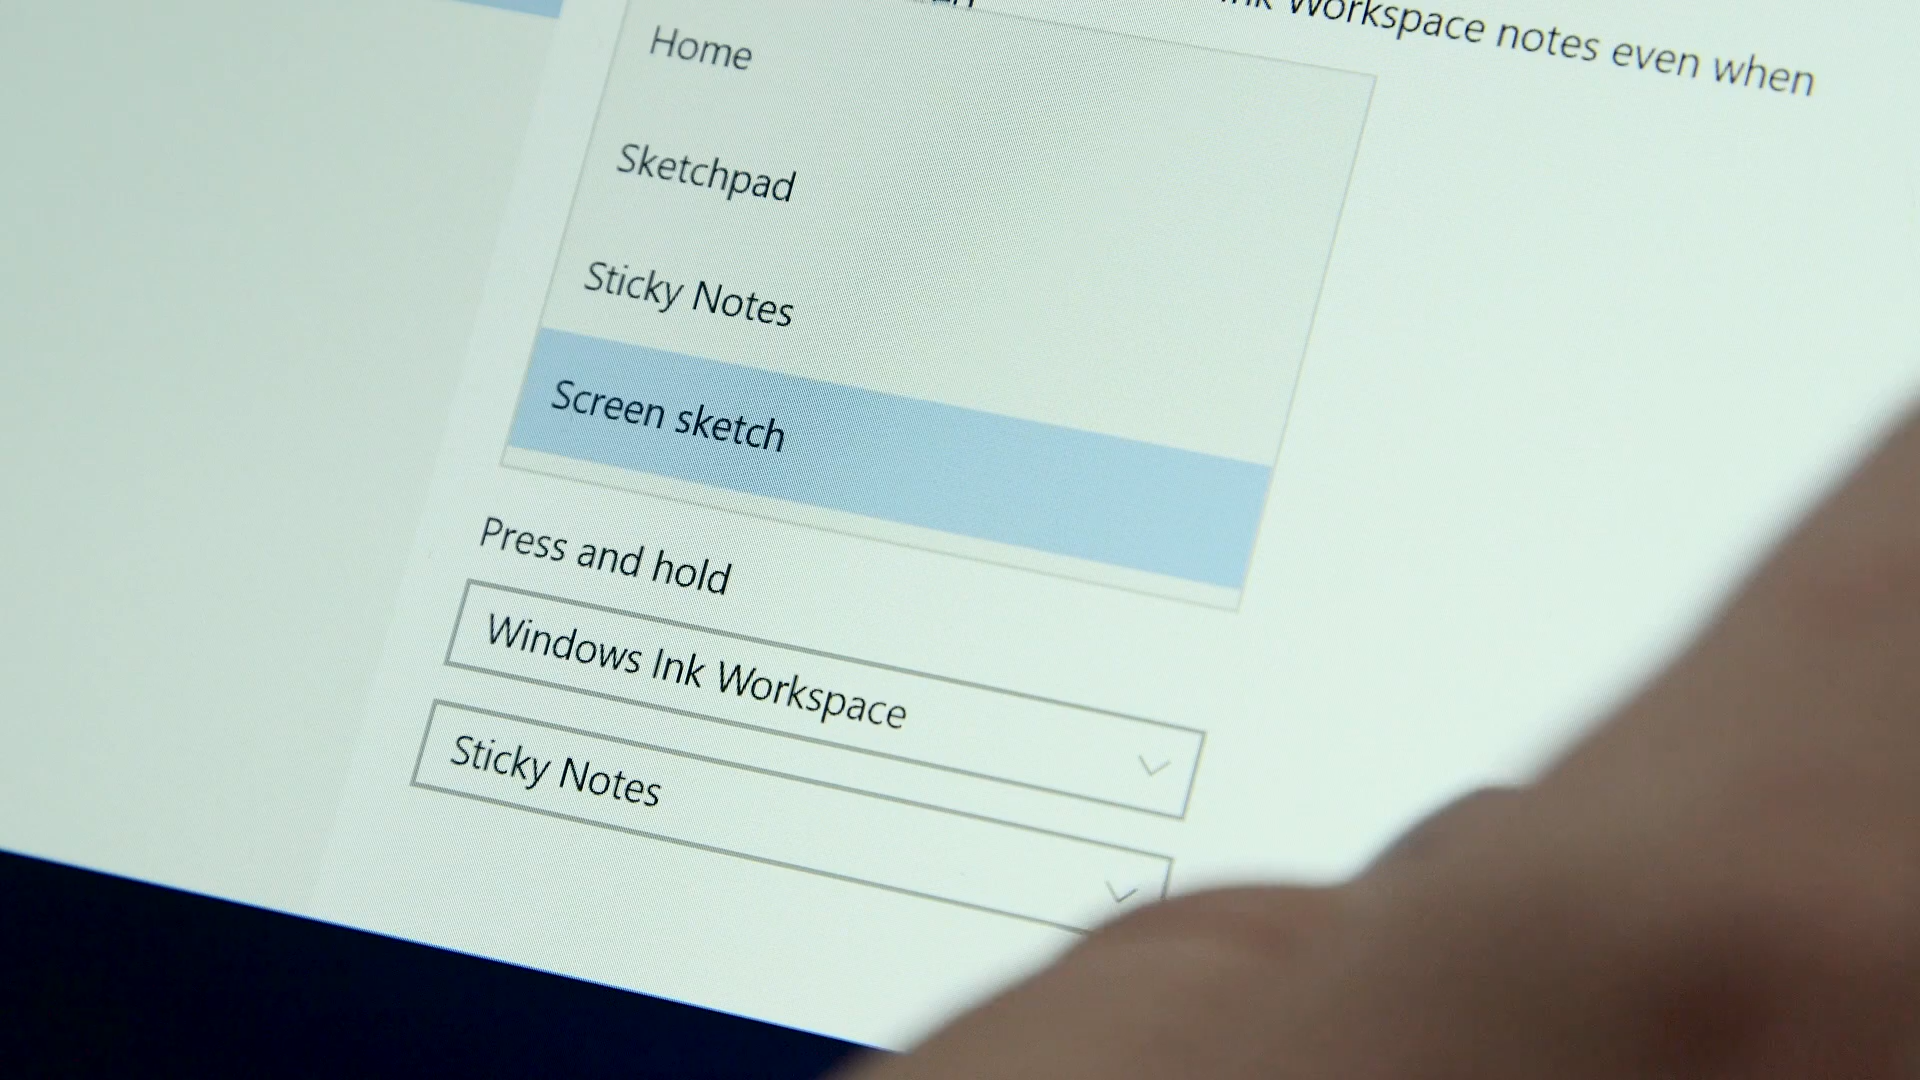 Workspace notes even when
Home
Sketchpad
Sticky Notes
Screen sketch
Press and hold
Windows Ink Workspace
Sticky Notes